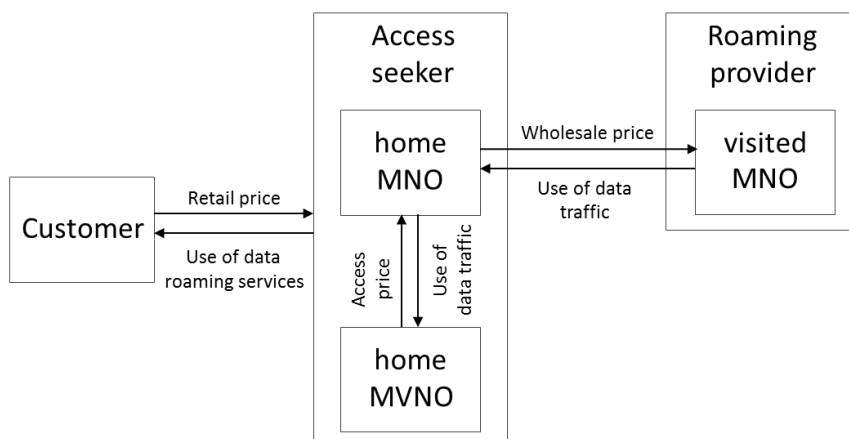 Access
seeker
Roaming
provider
home
MNO
Wholesale price
visited
MNO
Use of data
traffic
Customer
Retail price
Use of data
roaming services
Access
price
Use of
data traffic
home
MVNO